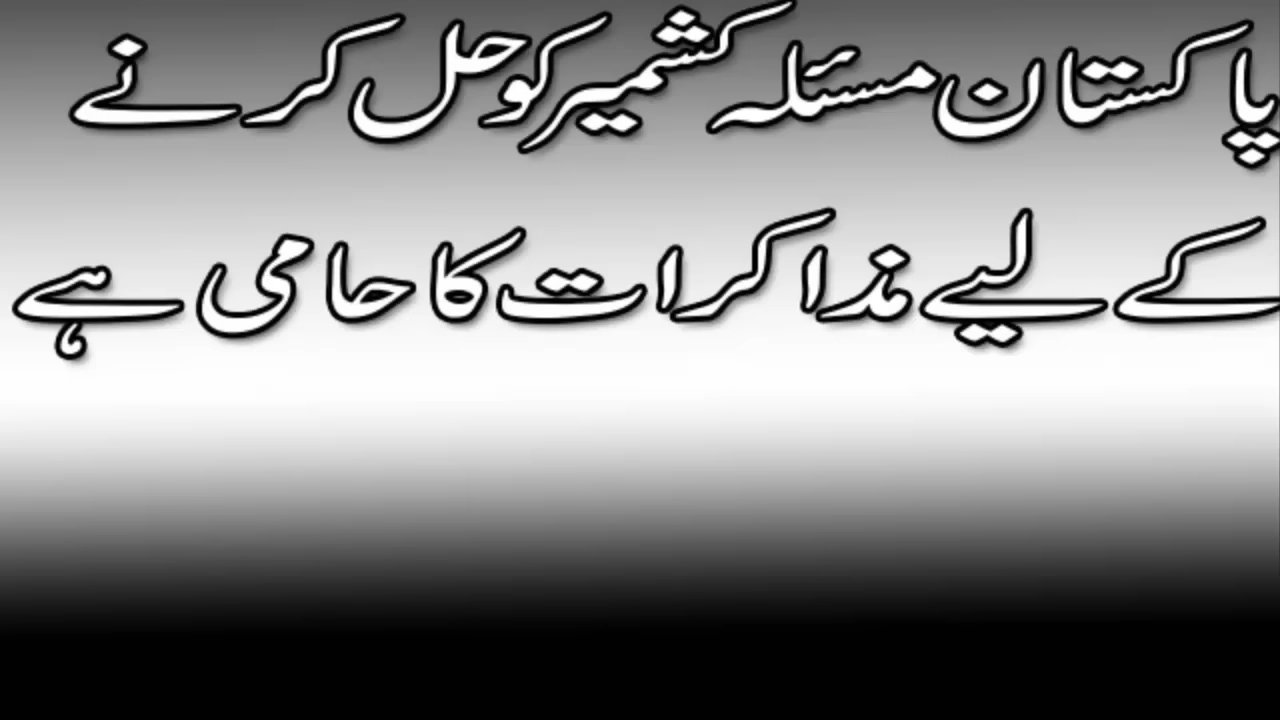 پاکستان مسئلہ کشمیر کو حل کرنے
کے لیے مذاکرات کا حامی ہے